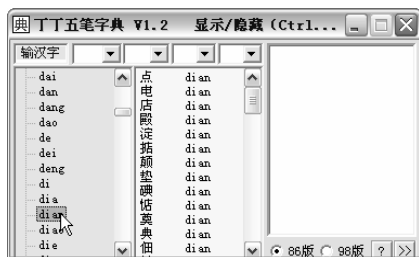 典 丁丁五笔字典 V1.2 显示/隐藏 (Ctrl...
输汉字
dai
dan
dang
dao
de
dei
deng
di
dia
dian
diao
die
点 dian
电 dian
店 dian
殿 dian
淀 dian
掂 dian
颠 dian
垫 dian
碘 dian
惦 dian
奠 dian
典 dian
佃 dian
86版 98版 ? >>